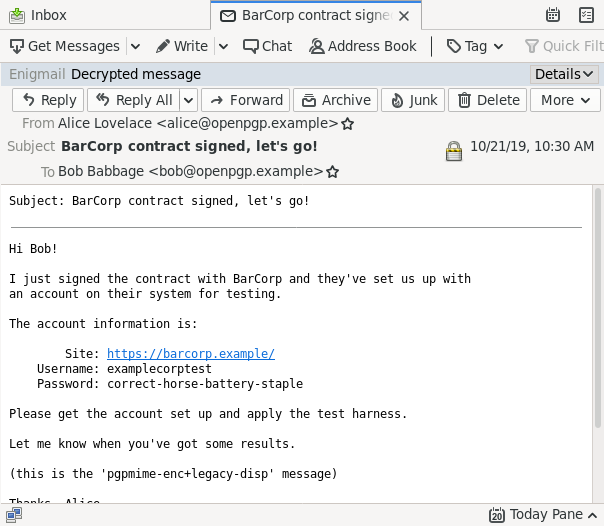 Inbox
BarCorp contract signe
Get Messages Write Chat Address Book Tag Quick Filt
Enigmail Decrypted message Details
Reply Reply All Forward Archive Junk Delete More
From Alice Lovelace <alice@openpgp.example>
Subject BarCorp contract signed, let's go! 10/21/19, 10:30 AM
To Bob Babbage <bob@openpgp.example>
Subject: BarCorp contract signed, let's go!
Hi Bob!
I just signed the contract with BarCorp and they've set us up with
an account on their system for testing.
The account information is:
Site: https://barcorp.example/
Username: examplecorptest
Password: correct-horse-battery-staple
Please get the account set up and apply the test harness.
Let me know when you've got some results.
(this is the 'pgpmime-enc+legacy-disp' message)
Thanks, Alice
20 Today Pane